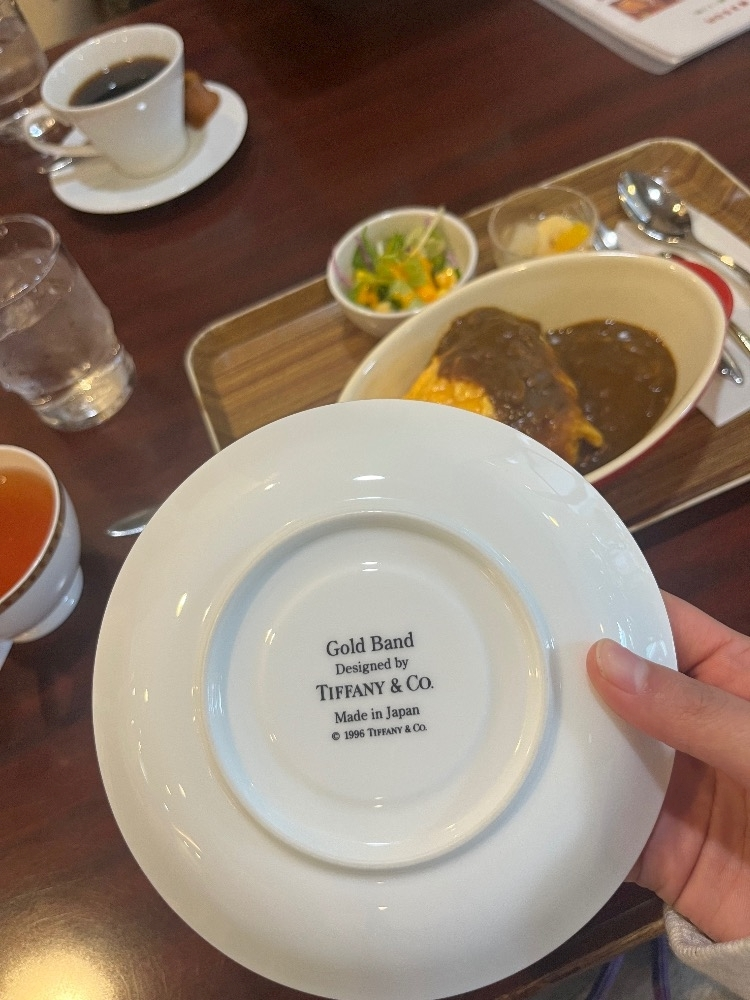 Gold Band
Designed by
TIFFANY & CO.
Made in Japan
© 1996 TIFFANY & CO.